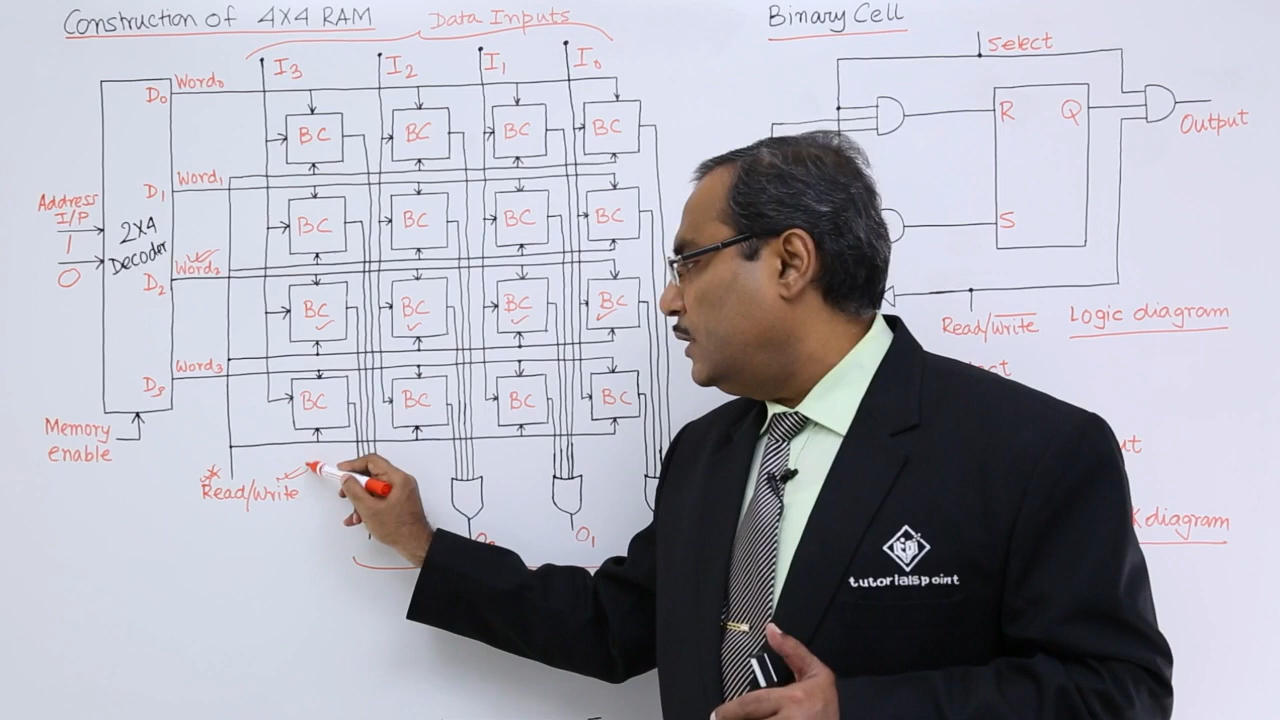 Construction of 4X4 RAM
Data Inputs
I3 I2 I1 I0
Word0
D0
BC BC BC BC
Word1
D1
Address
I/P
1
0
2X4
Decoder
BC BC BC BC
Word2
D2
BC BC BC BC
Word3
D3
BC BC BC BC
Memory
enable
Read/Write
O1
Binary Cell
Select
R Q
Output
S
Read/Write
Logic diagram
diagram
tutorialspoint